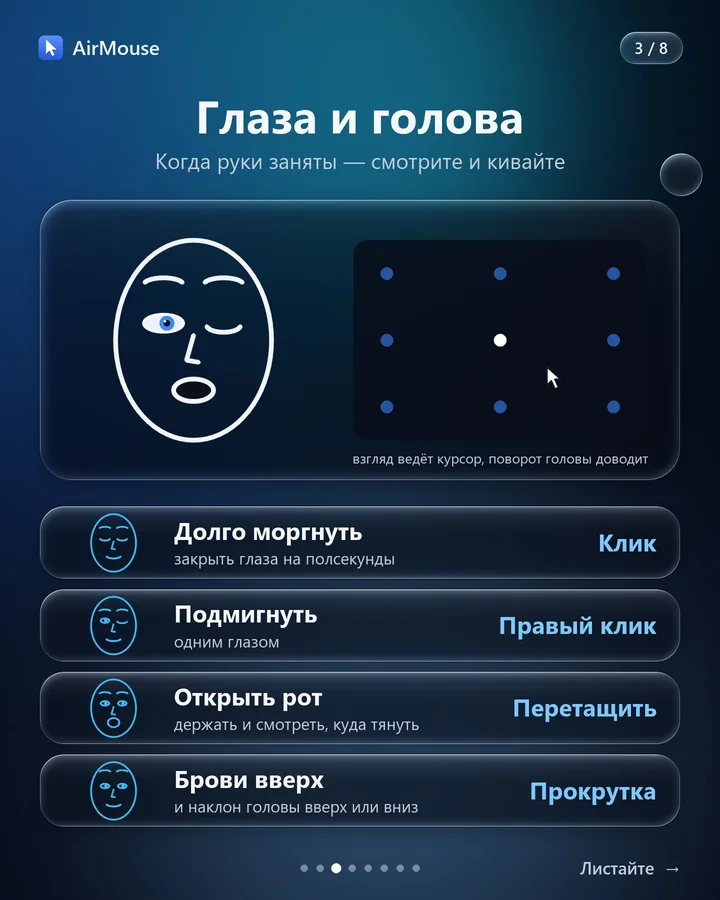 AirMouse
3 / 8
Глаза и голова
Когда руки заняты — смотрите и кивайте
взгляд ведёт курсор, поворот головы доводит
Долго моргнуть
закрыть глаза на полсекунды
Клик
Подмигнуть
одним глазом
Правый клик
Открыть рот
держать и смотреть, куда тянуть
Перетащить
Брови вверх
и наклон головы вверх или вниз
Прокрутка
Листайте →